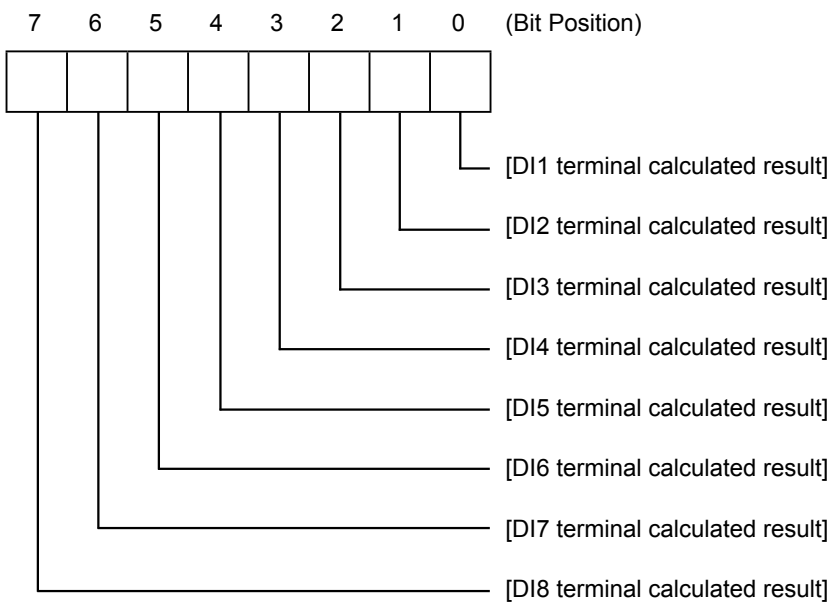 7 6 5 4 3 2 1 0 (Bit Position)
[DI1 terminal calculated result]
[DI2 terminal calculated result]
[DI3 terminal calculated result]
[DI4 terminal calculated result]
[DI5 terminal calculated result]
[DI6 terminal calculated result]
[DI7 terminal calculated result]
[DI8 terminal calculated result]